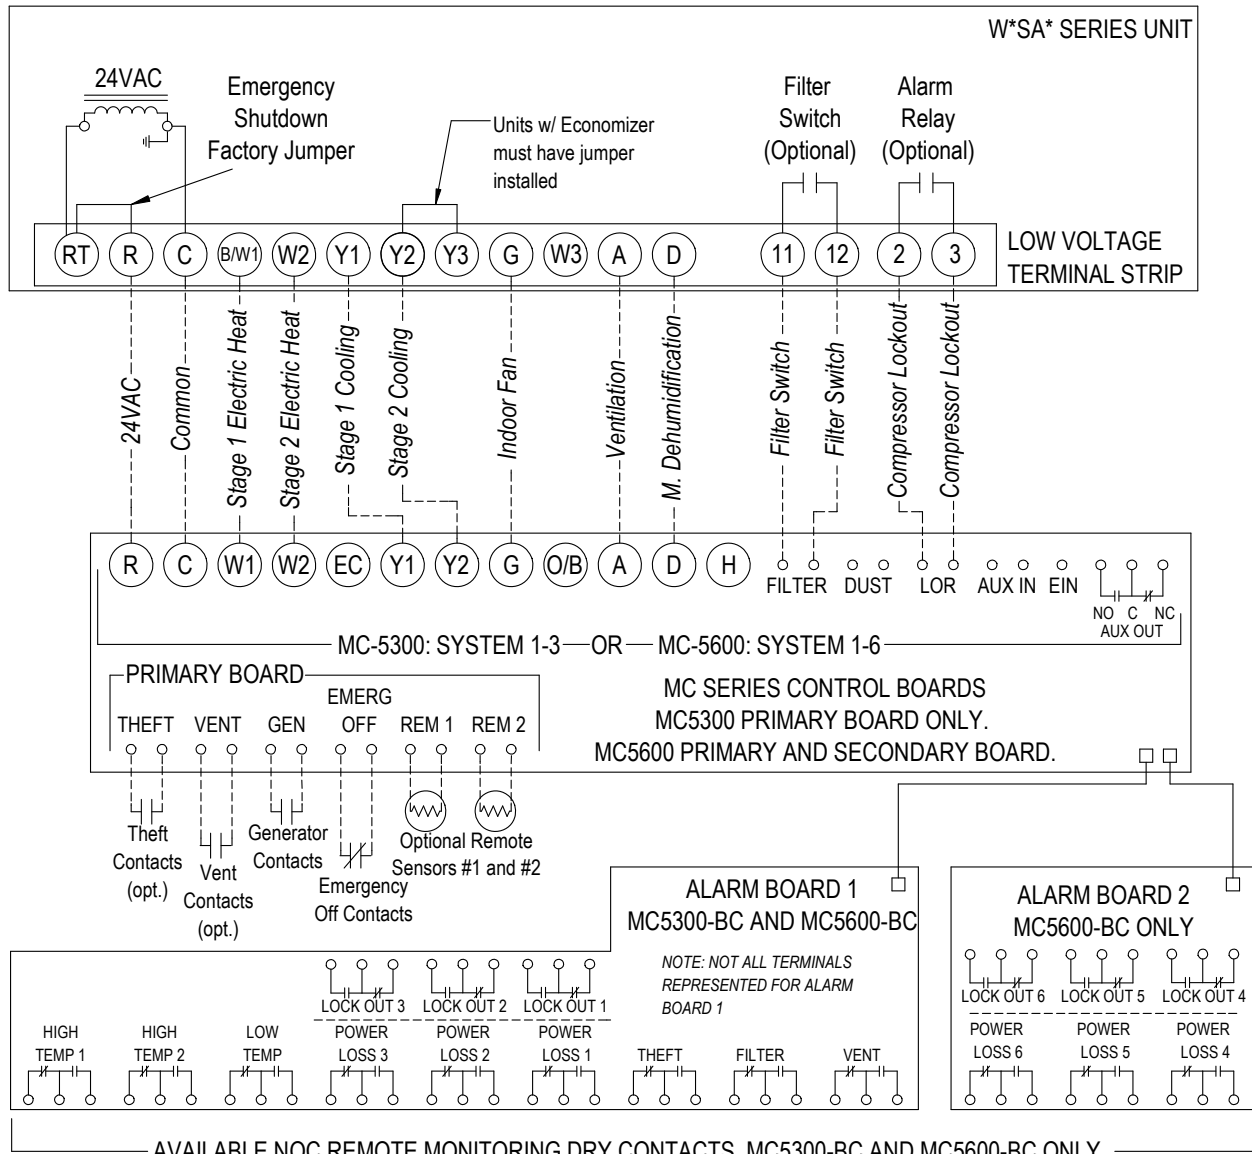 W*SA* SERIES UNIT
24VAC
Emergency
Shutdown
Factory Jumper
Units w/ Economizer
must have jumper
installed
Filter
Switch
(Optional)
Alarm
Relay
(Optional)
RT R C B/W1 W2 Y1 Y2 Y3 G W3 A D 11 12 2 3
LOW VOLTAGE
TERMINAL STRIP
24VAC
Common
Stage 1 Electric Heat
Stage 2 Electric Heat
Stage 1 Cooling
Stage 2 Cooling
Indoor Fan
Ventilation
M. Dehumidification
Filter Switch
Filter Switch
Compressor Lockout
Compressor Lockout
R C W1 W2 EC Y1 Y2 G O/B A D H
FILTER DUST LOR AUX IN EIN
NO C NC
AUX OUT
MC-5300: SYSTEM 1-3 OR MC-5600: SYSTEM 1-6
PRIMARY BOARD
THEFT VENT GEN EMERG
OFF REM 1 REM 2
MC SERIES CONTROL BOARDS
MC5300 PRIMARY BOARD ONLY.
MC5600 PRIMARY AND SECONDARY BOARD.
Theft
Contacts
(opt.)
Vent
Contacts
(opt.)
Generator
Contacts
Emergency
Off Contacts
Optional Remote
Sensors #1 and #2
ALARM BOARD 1
MC5300-BC AND MC5600-BC
NOTE: NOT ALL TERMINALS
REPRESENTED FOR ALARM
BOARD 1
ALARM BOARD 2
MC5600-BC ONLY
LOCK OUT 3 LOCK OUT 2 LOCK OUT 1
HIGH
TEMP 1
HIGH
TEMP 2
LOW
TEMP
POWER
LOSS 3
POWER
LOSS 2
POWER
LOSS 1
THEFT
FILTER
VENT
LOCK OUT 6 LOCK OUT 5 LOCK OUT 4
POWER
LOSS 6
POWER
LOSS 5
POWER
LOSS 4
AVAILABLE NOC REMOTE MONITORING DRY CONTACTS. MC5300-BC AND MC5600-BC ONLY.